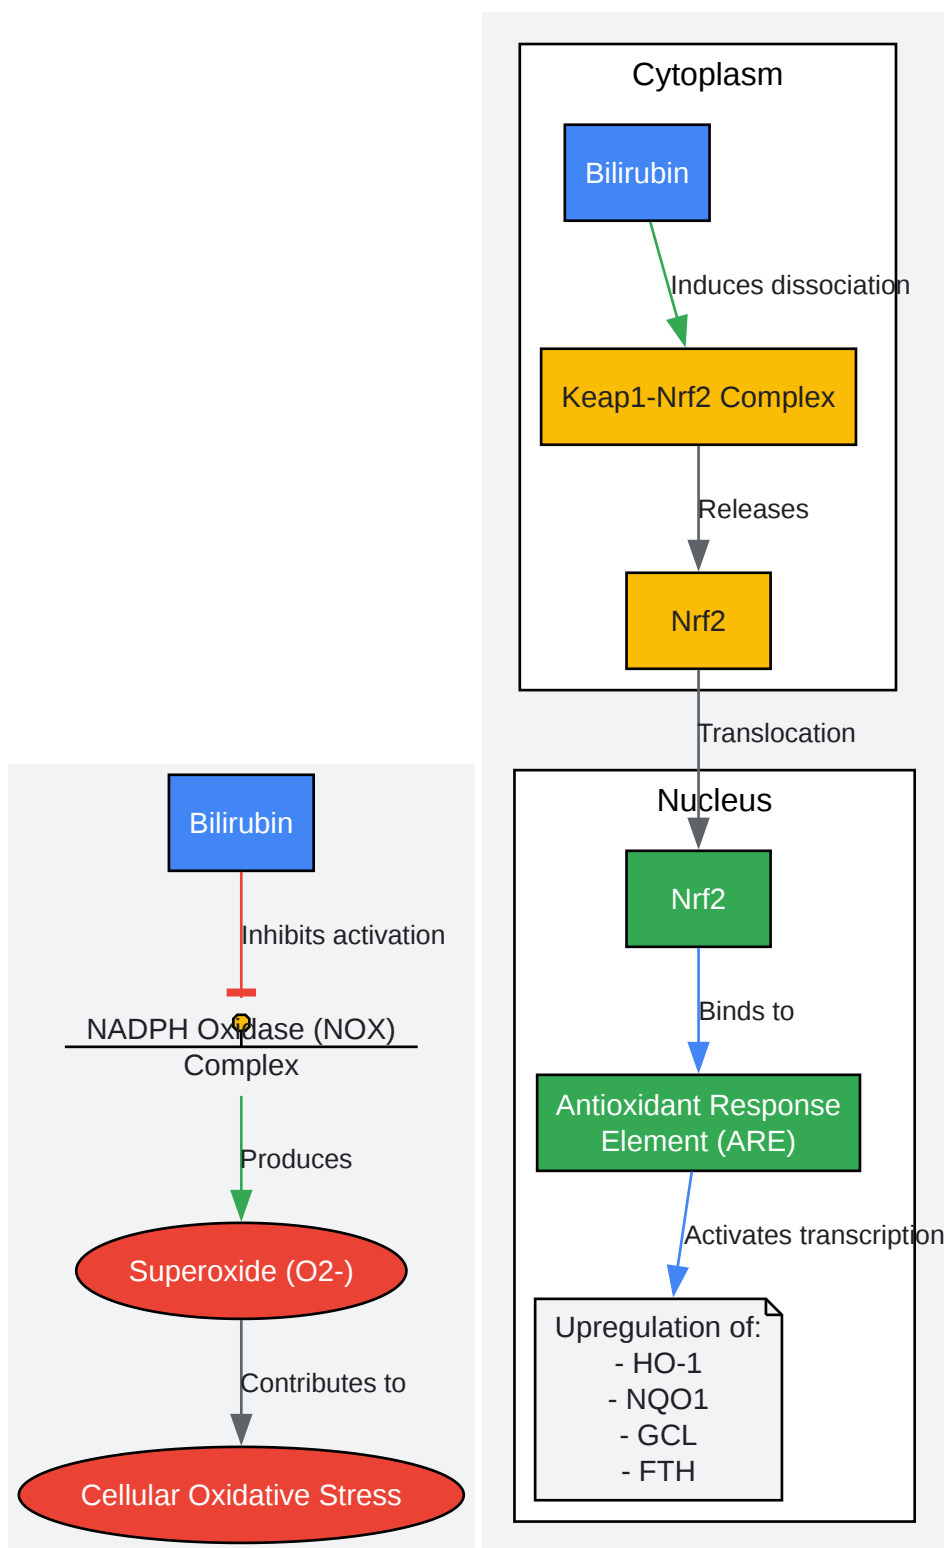 Cytoplasm
Bilirubin
Induces dissociation
Keap1-Nrf2 Complex
Releases
Nrf2
Translocation
Nucleus
Nrf2
Binds to
Antioxidant Response
Element (ARE)
Activates transcription
Upregulation of:
- HO-1
- NQO1
- GCL
- FTH
Bilirubin
Inhibits activation
NADPH Oxidase (NOX)
Complex
Produces
Superoxide (O2-)
Contributes to
Cellular Oxidative Stress